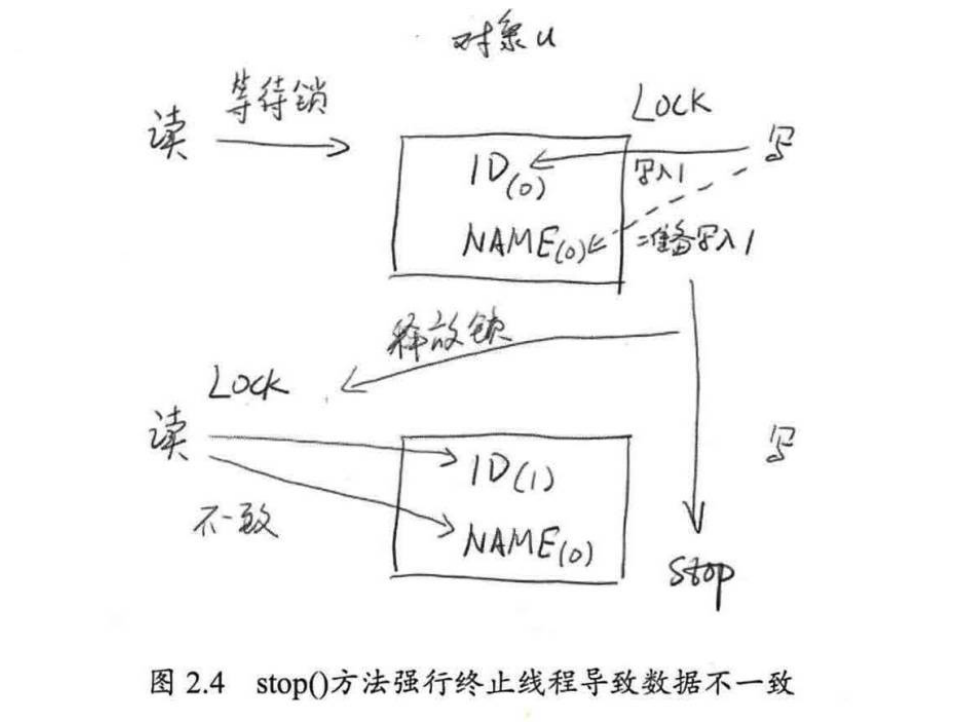 对象u
等待锁
LOCK
读
写
ID(0)
写入1
NAME(0)
准备写入1
释放锁
LOCK
读
写
ID(1)
不一致
NAME(0)
stop
图 2.4 stop()方法强行终止线程导致数据不一致